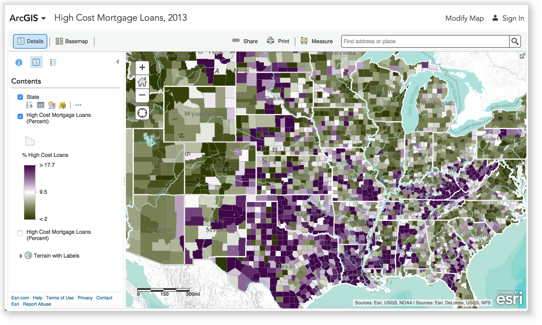 ArcGIS
High Cost Mortgage Loans, 2013
Modify Map
Sign In
Details
Basemap
Share
Print
Measure
Find address or place
Contents
State
High Cost Mortgage Loans
(Percent)
% High Cost Loans
> 17.7
9.5
< 2
High Cost Mortgage Loans
(Percent)
Terrain with Labels
Esri.com Help Terms of Use Privacy Contact
Esri Report Abuse
0 150 300mi
Sources: Esri, USGS, NOAA | Sources: Esri, DeLorme, USGS, NPS
esri